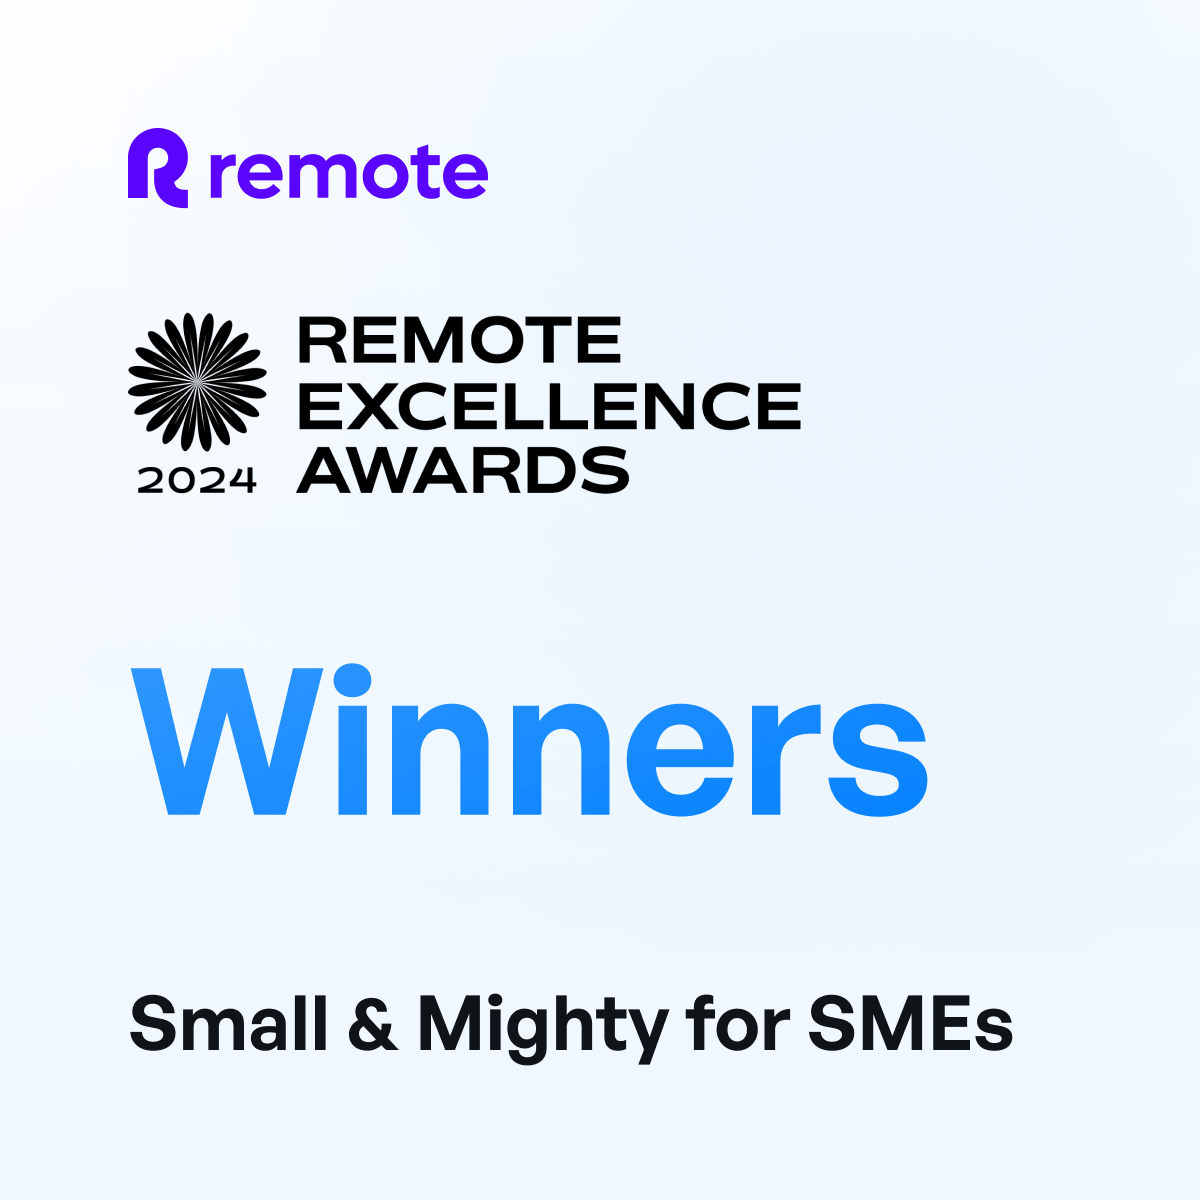 remote
REMOTE
EXCELLENCE
AWARDS
2024
Winners
Small & Mighty for SMEs